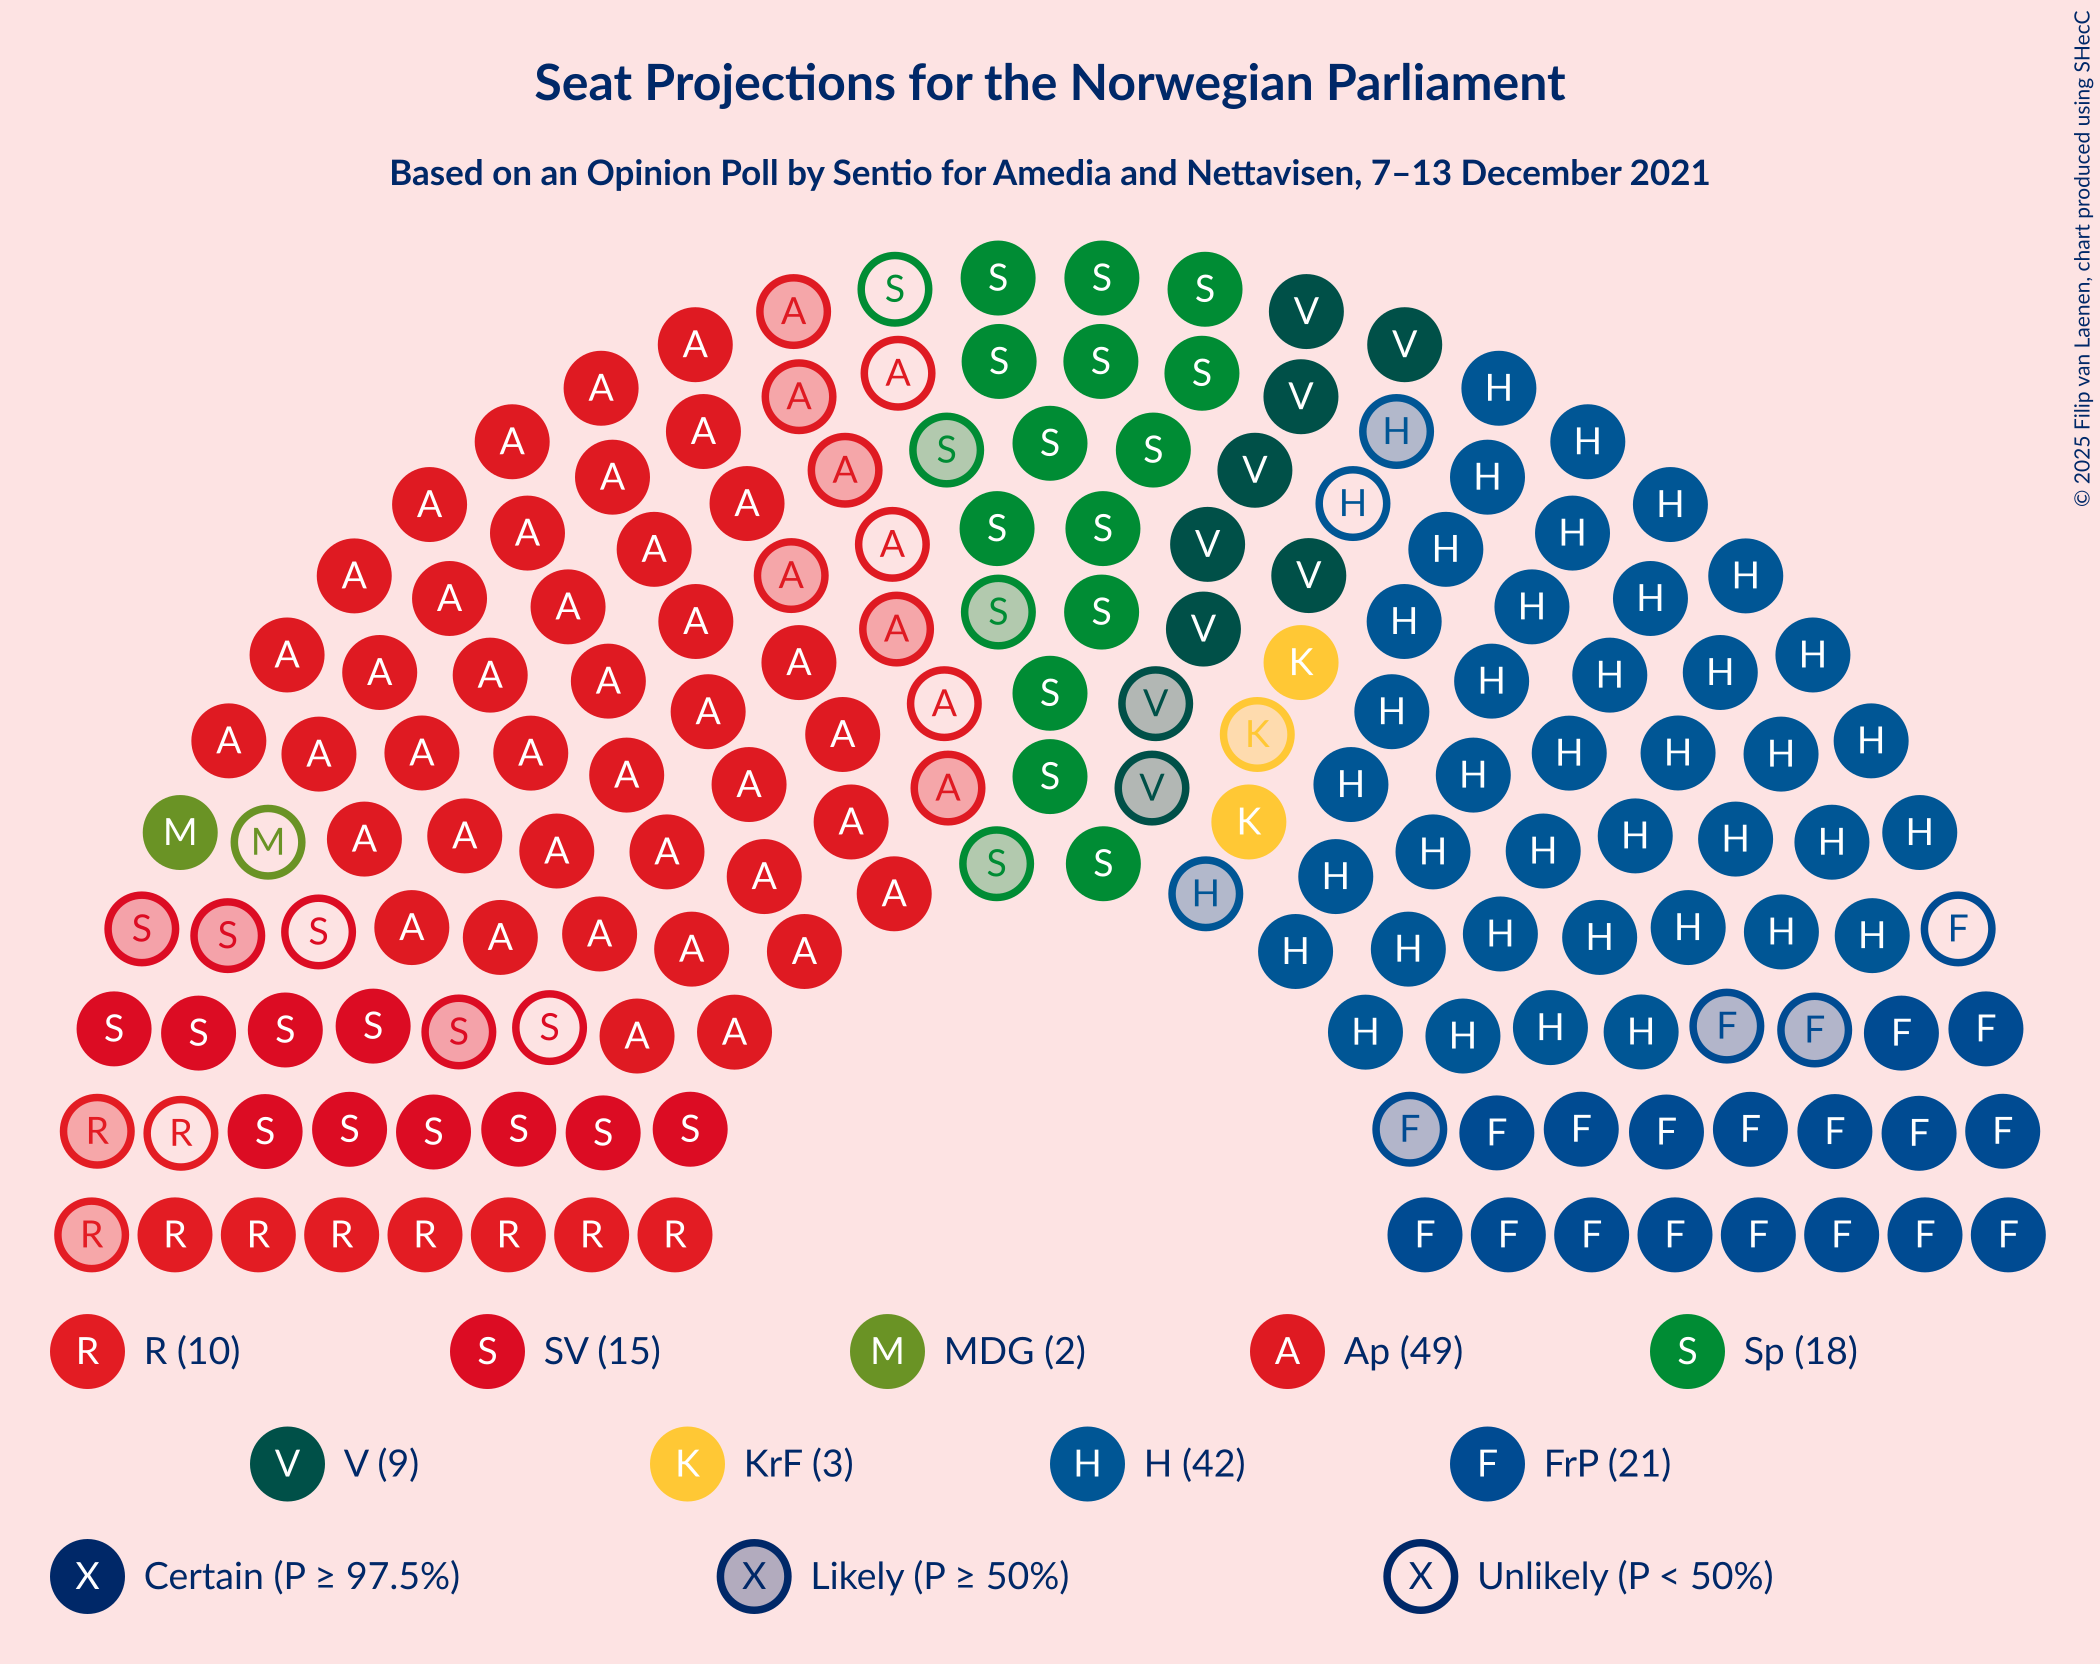 Seat Projections for the Norwegian Parliament
Based on an Opinion Poll by Sentio for Amedia and Nettavisen, 7–13 December 2021
© 2025 Filip van Laenen, chart produced using SHecC
S S S S V V
A A V V
A A S S S V H H
A A A S S S V H H
A A A A V H H H
A A S S V H H
A A A A S S V V H H H H
A A A A A S S V K H H H H
A A A A A A S V K H H H H H H
A A A A A A A S V K H H H H H H H
M M A A A A A A S S H K H H H H H H H
S S S A A A A A A A H H H H H H H H F
S S S S S S A A H H H H F F F F
R R S S S S S S F F F F F F F F
R R R R R R R R F F F F F F F F
R R (10) S SV (15) M MDG (2) A Ap (49) S Sp (18)
V V (9) K KrF (3) H H (42) F FrP (21)
X Certain (P ≥ 97.5%) X Likely (P ≥ 50%) X Unlikely (P < 50%)